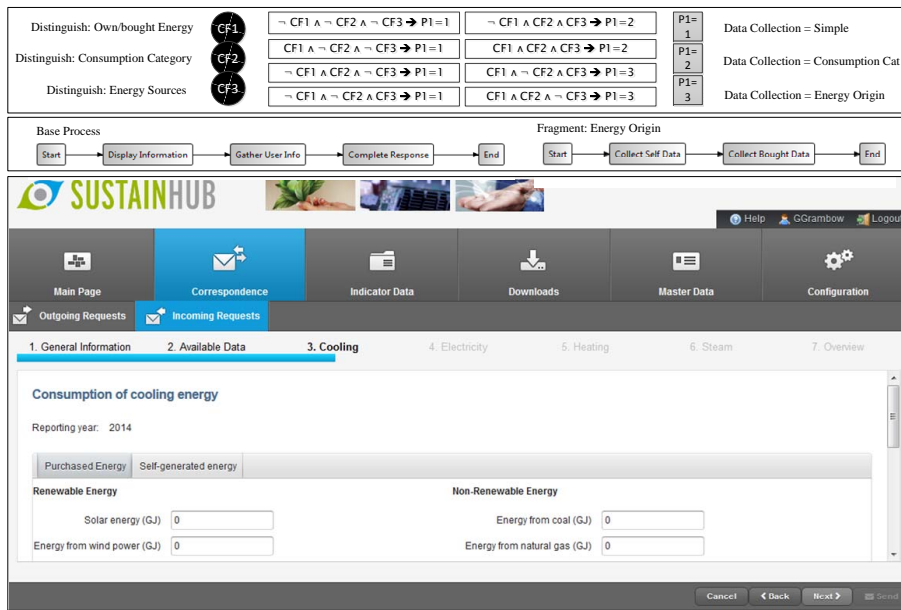 Distinguish: Own/bought Energy CF1 ¬ CF1 ∧ ¬ CF2 ∧ ¬ CF3 ➔ P1=1 ¬ CF1 ∧ ¬ CF2 ∧ CF3 ➔ P1=2 P1= 1 Data Collection = Simple
Distinguish: Consumption Category CF2 CF1 ∧ ¬ CF2 ∧ ¬ CF3 ➔ P1=1 CF1 ∧ CF2 ∧ CF3 ➔ P1=2 P1= 2 Data Collection = Consumption Cat
¬ CF1 ∧ CF2 ∧ ¬ CF3 ➔ P1=1 ¬ CF1 ∧ CF2 ∧ CF3 ➔ P1=3
Distinguish: Energy Sources CF3 ¬ CF1 ∧ ¬ CF2 ∧ CF3 ➔ P1=1 CF1 ∧ CF2 ∧ ¬ CF3 ➔ P1=3 P1= 3 Data Collection = Energy Origin
Base Process Fragment: Energy Origin
Start Display Information Gather User Info Complete Response End Start Collect Self Data Collect Bought Data End
SUSTAINHUB
Help GGrambow Logout
Main Page Correspondence Indicator Data Downloads Master Data Configuration
Outgoing Requests Incoming Requests
1. General Information 2. Available Data 3. Cooling 4. Electricity 5. Heating 6. Steam 7. Overview
Consumption of cooling energy
Reporting year: 2014
Purchased Energy Self-generated energy
Renewable Energy Non-Renewable Energy
Solar energy (GJ) 0 Energy from coal (GJ) 0
Energy from wind power (GJ) 0 Energy from natural gas (GJ) 0
Cancel Back Next Send